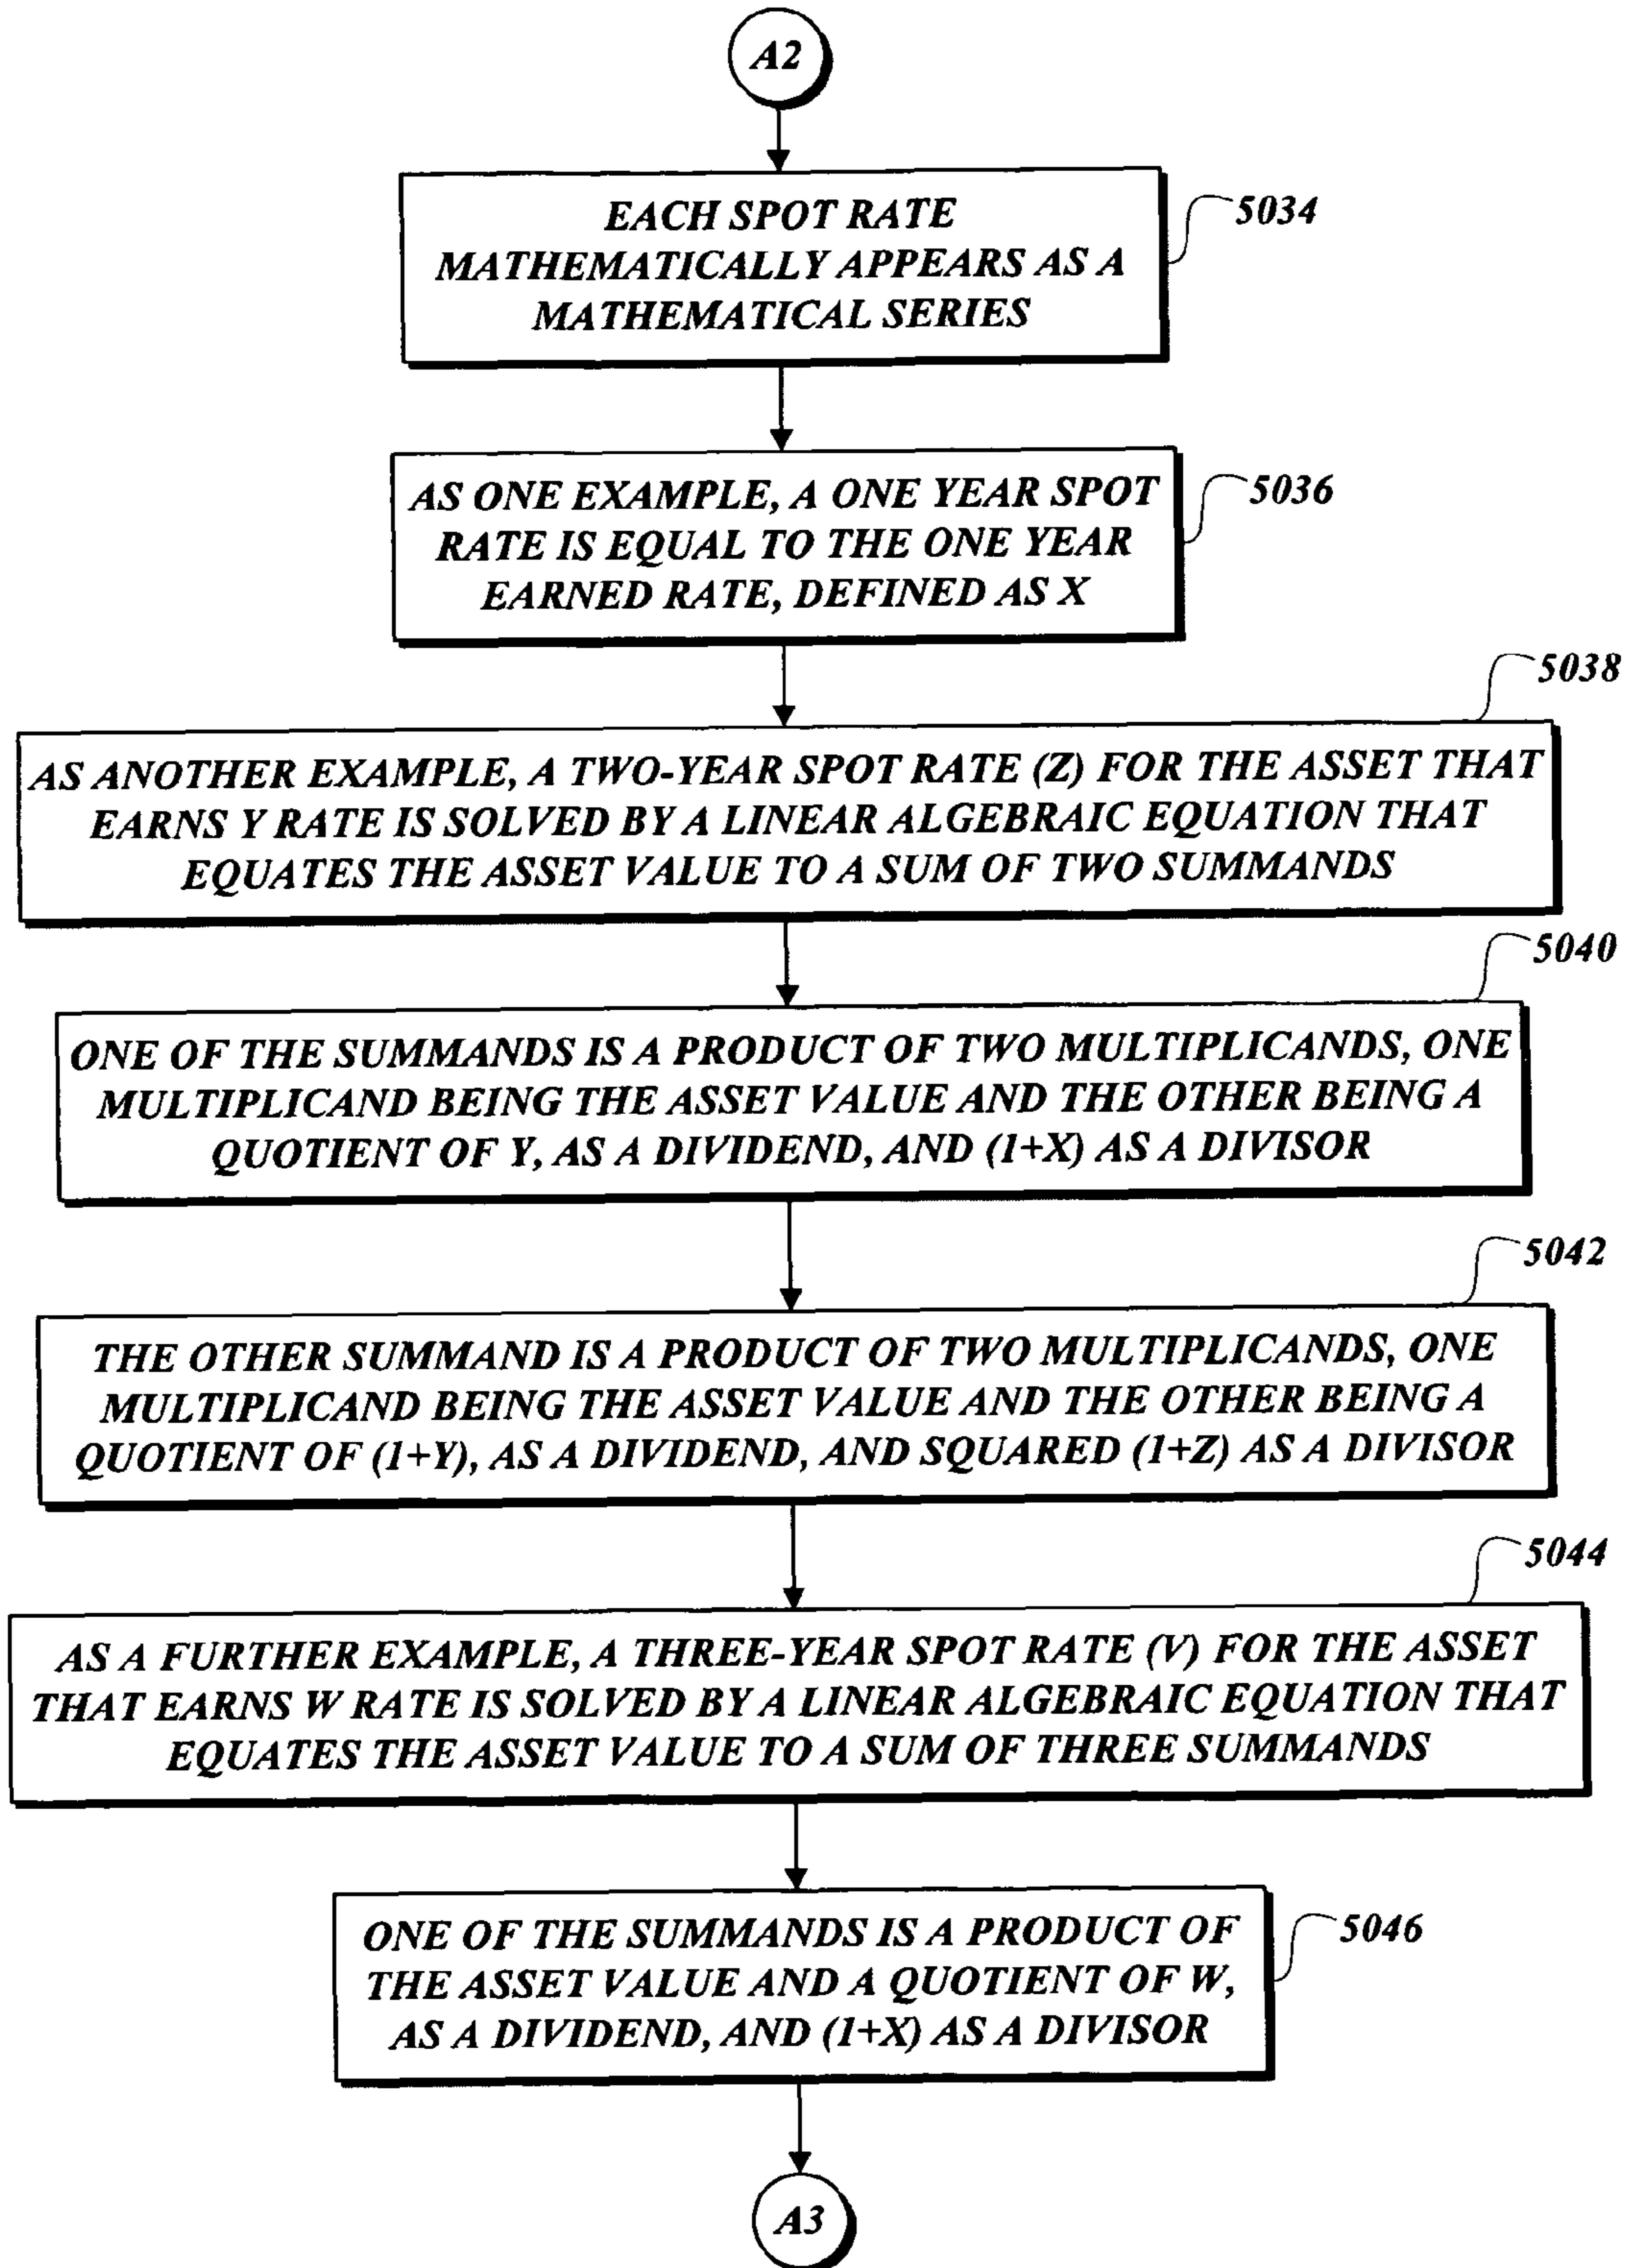 A2
EACH SPOT RATE
MATHEMATICALLY APPEARS AS A
MATHEMATICAL SERIES
5034
AS ONE EXAMPLE, A ONE YEAR SPOT
RATE IS EQUAL TO THE ONE YEAR
EARNED RATE, DEFINED AS X
5036
5038
AS ANOTHER EXAMPLE, A TWO-YEAR SPOT RATE (Z) FOR THE ASSET THAT
EARNS Y RATE IS SOLVED BY A LINEAR ALGEBRAIC EQUATION THAT
EQUATES THE ASSET VALUE TO A SUM OF TWO SUMMANDS
5040
ONE OF THE SUMMANDS IS A PRODUCT OF TWO MULTIPLICANDS, ONE
MULTIPLICAND BEING THE ASSET VALUE AND THE OTHER BEING A
QUOTIENT OF Y, AS A DIVIDEND, AND (1+X) AS A DIVISOR
5042
THE OTHER SUMMAND IS A PRODUCT OF TWO MULTIPLICANDS, ONE
MULTIPLICAND BEING THE ASSET VALUE AND THE OTHER BEING A
QUOTIENT OF (1+Y), AS A DIVIDEND, AND SQUARED (1+Z) AS A DIVISOR
5044
AS A FURTHER EXAMPLE, A THREE-YEAR SPOT RATE (V) FOR THE ASSET
THAT EARNS W RATE IS SOLVED BY A LINEAR ALGEBRAIC EQUATION THAT
EQUATES THE ASSET VALUE TO A SUM OF THREE SUMMANDS
ONE OF THE SUMMANDS IS A PRODUCT OF
THE ASSET VALUE AND A QUOTIENT OF W,
AS A DIVIDEND, AND (1+X) AS A DIVISOR
5046
A3